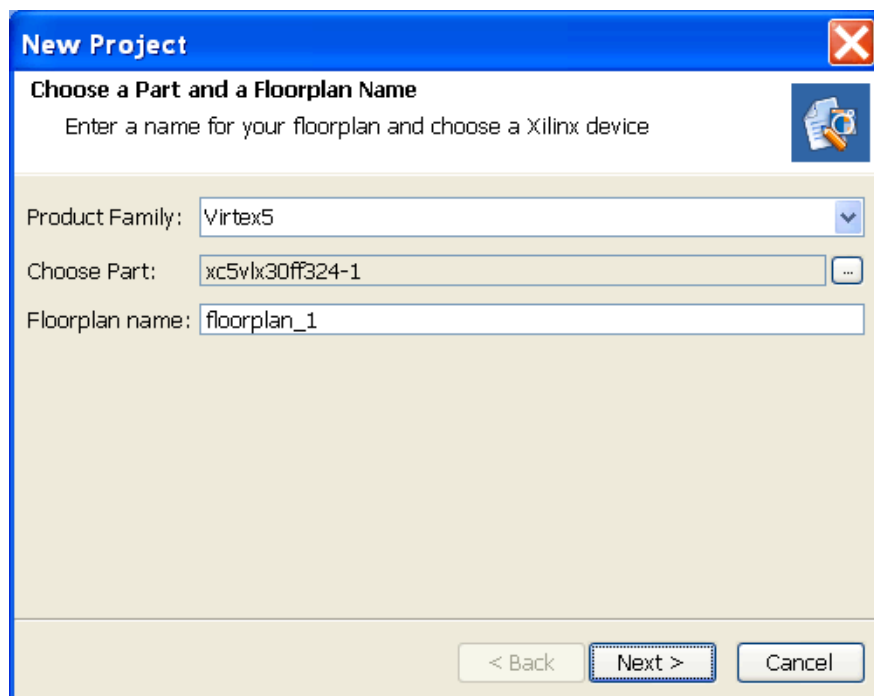 New Project
Choose a Part and a Floorplan Name
Enter a name for your floorplan and choose a Xilinx device
Product Family: Virtex5
Choose Part: xc5vlx30ff324-1 ...
Floorplan name: floorplan_1
< Back Next > Cancel